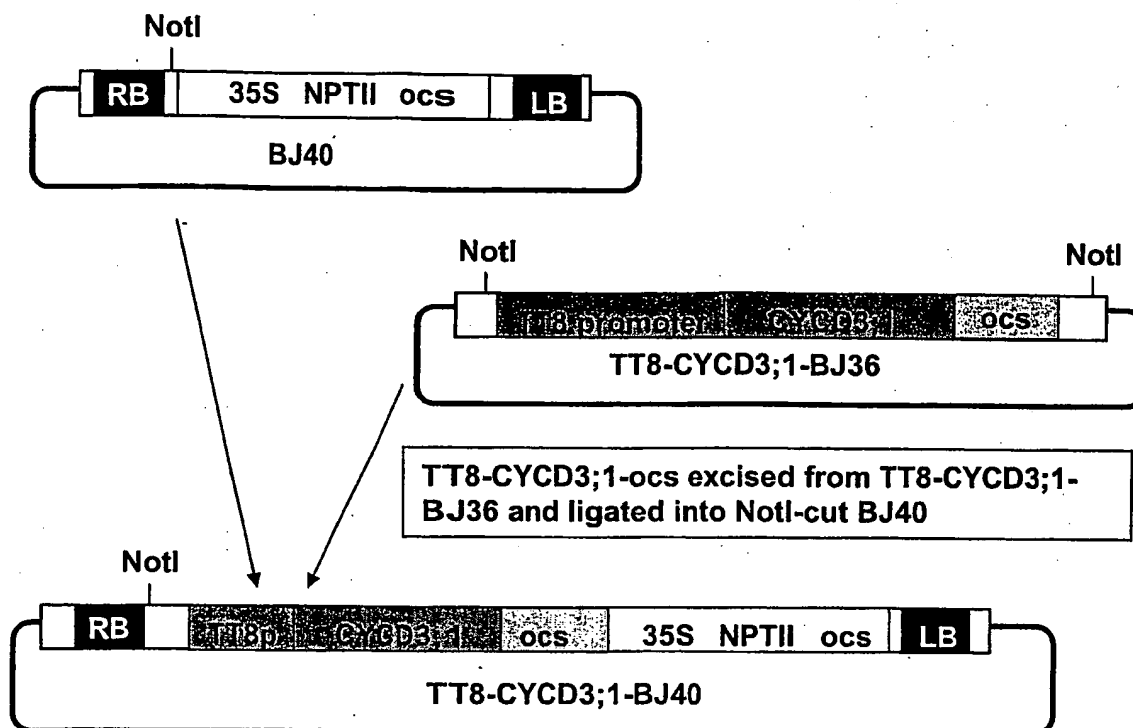 NotI
RB 35S NPTII ocs LB
BJ40
NotI NotI
TT8 promoter CYCD3 ocs
TT8-CYCD3;1-BJ36
TT8-CYCD3;1-ocs excised from TT8-CYCD3;1-
BJ36 and ligated into NotI-cut BJ40
NotI
RB TT8p CYCD3 ocs 35S NPTII ocs LB
TT8-CYCD3;1-BJ40